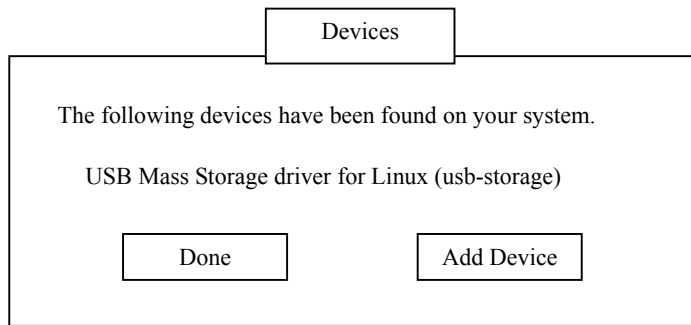 Devices
The following devices have been found on your system.
USB Mass Storage driver for Linux (usb-storage)
Done
Add Device